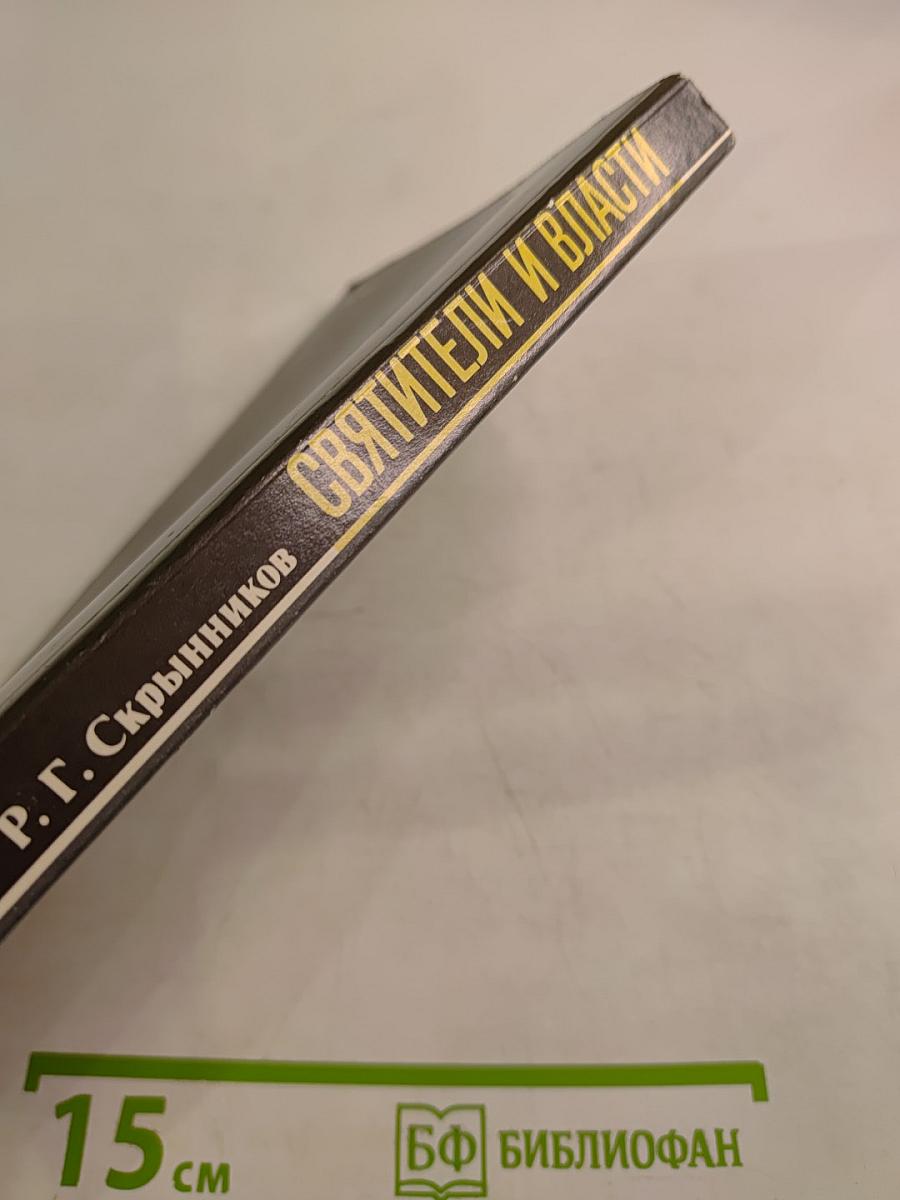 Р. Г. Скрынников
СВЯТИТЕЛИ И ВЛАСТИ
15 см
БФ БИБЛИОФАН